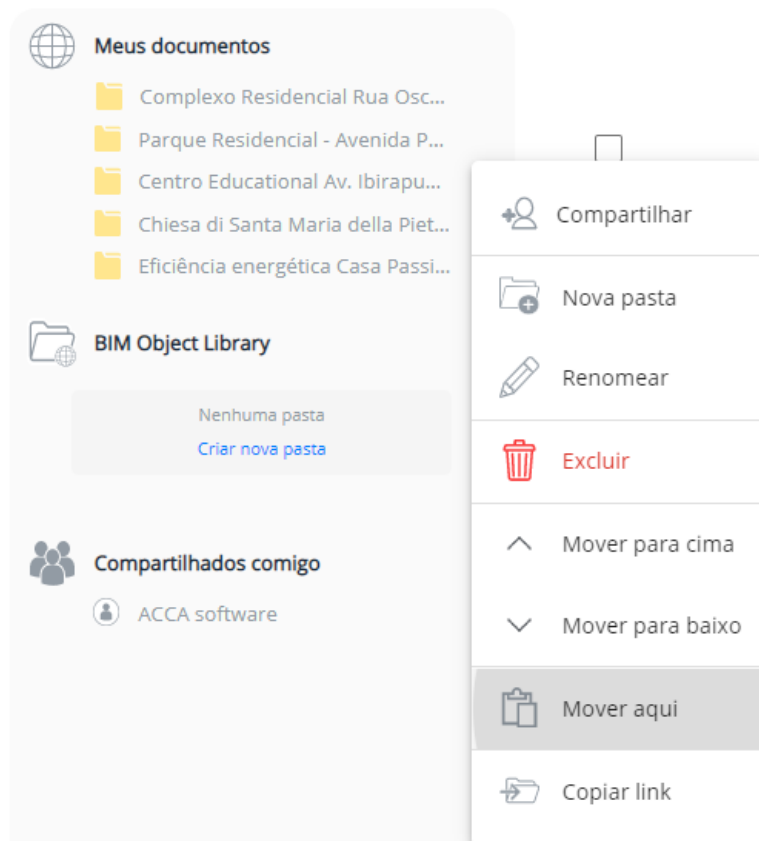 Meus documentos
Complexo Residencial Rua Osc...
Parque Residencial - Avenida P...
Centro Educational Av. Ibirapu...
Chiesa di Santa Maria della Piet...
Eficiência energética Casa Passi...
BIM Object Library
Nenhuma pasta
Criar nova pasta
Compartilhados comigo
ACCA software
Compartilhar
Nova pasta
Renomear
Excluir
Mover para cima
Mover para baixo
Mover aqui
Copiar link